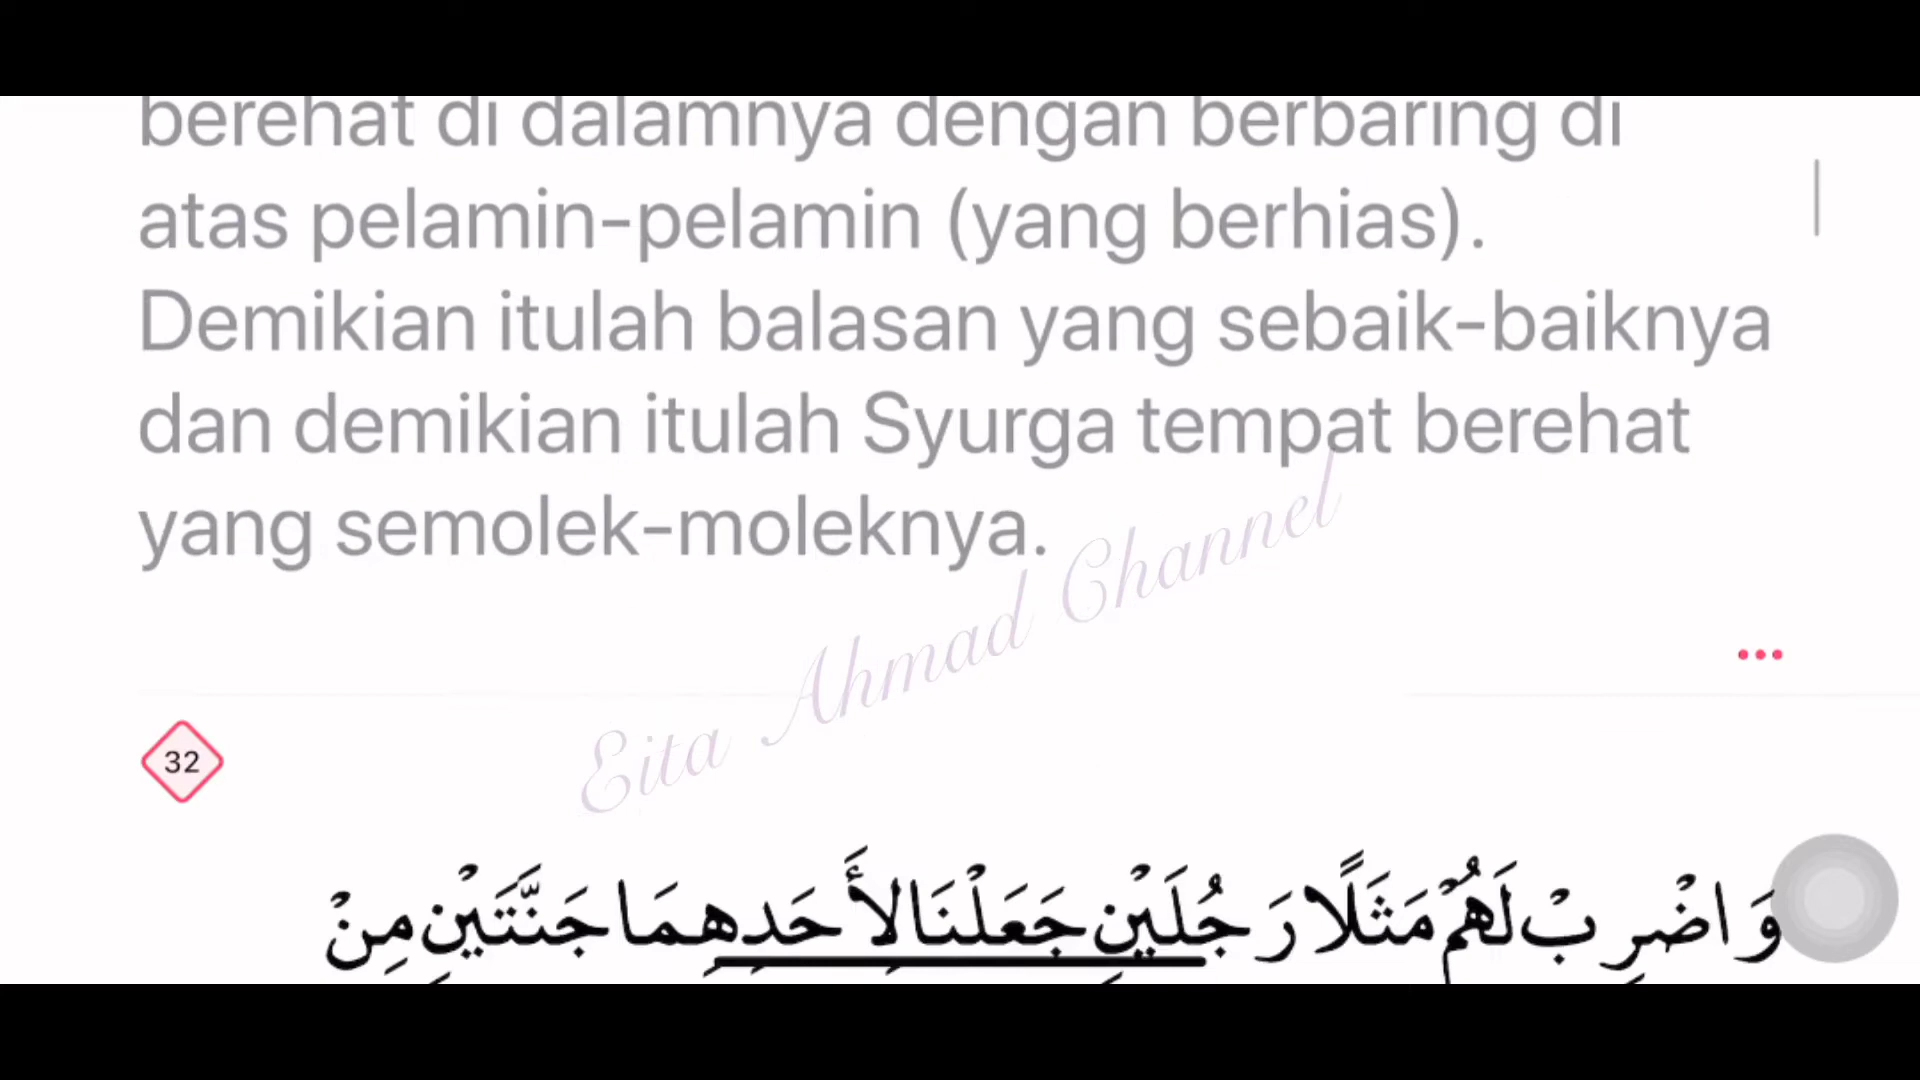 berehat di dalamnya dengan berbaring di
atas pelamin-pelamin (yang berhias).
Demikian itulah balasan yang sebaik-baiknya
dan demikian itulah Syurga tempat berehat
yang semolek-moleknya.
Eita Ahmad Channel
32
وَاضْرِبْ لَهُمْ مَثَلًا رَجُلَيْنِ جَعَلْنَا لِأَحَدِهِمَا جَنَّتَيْنِ مِنْ